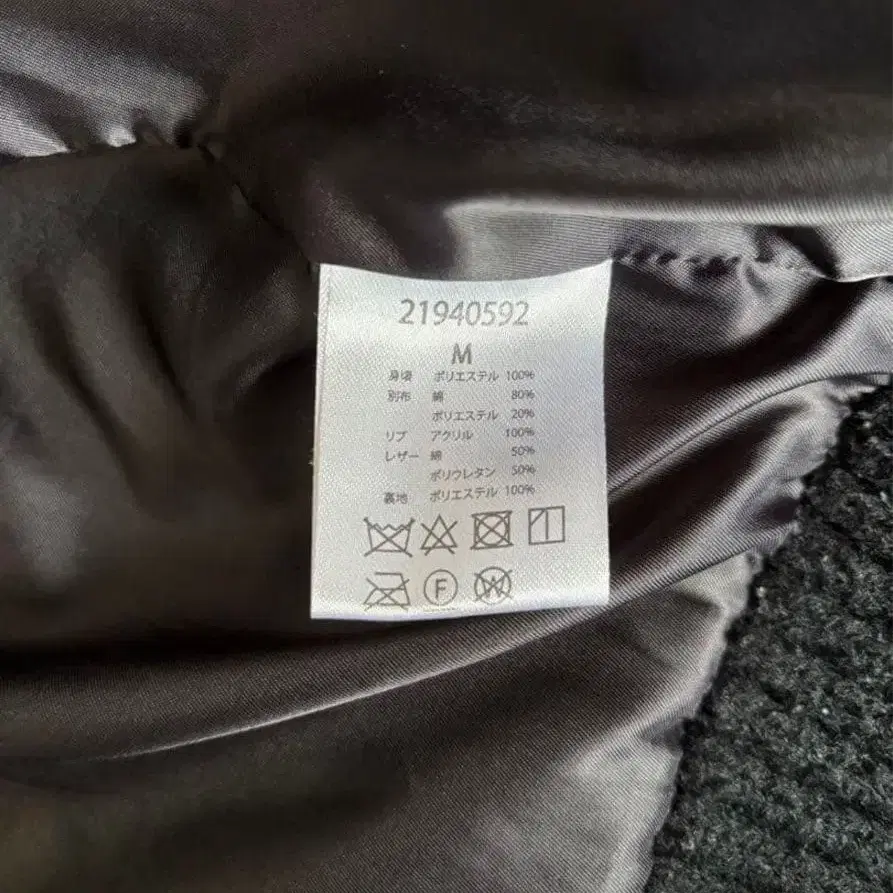 21940592
M
身頃 ポリエステル 100%
別布 綿 80%
ポリエステル 20%
リブ アクリル 100%
レザー 綿 50%
ポリウレタン 50%
裏地 ポリエステル 100%
F W